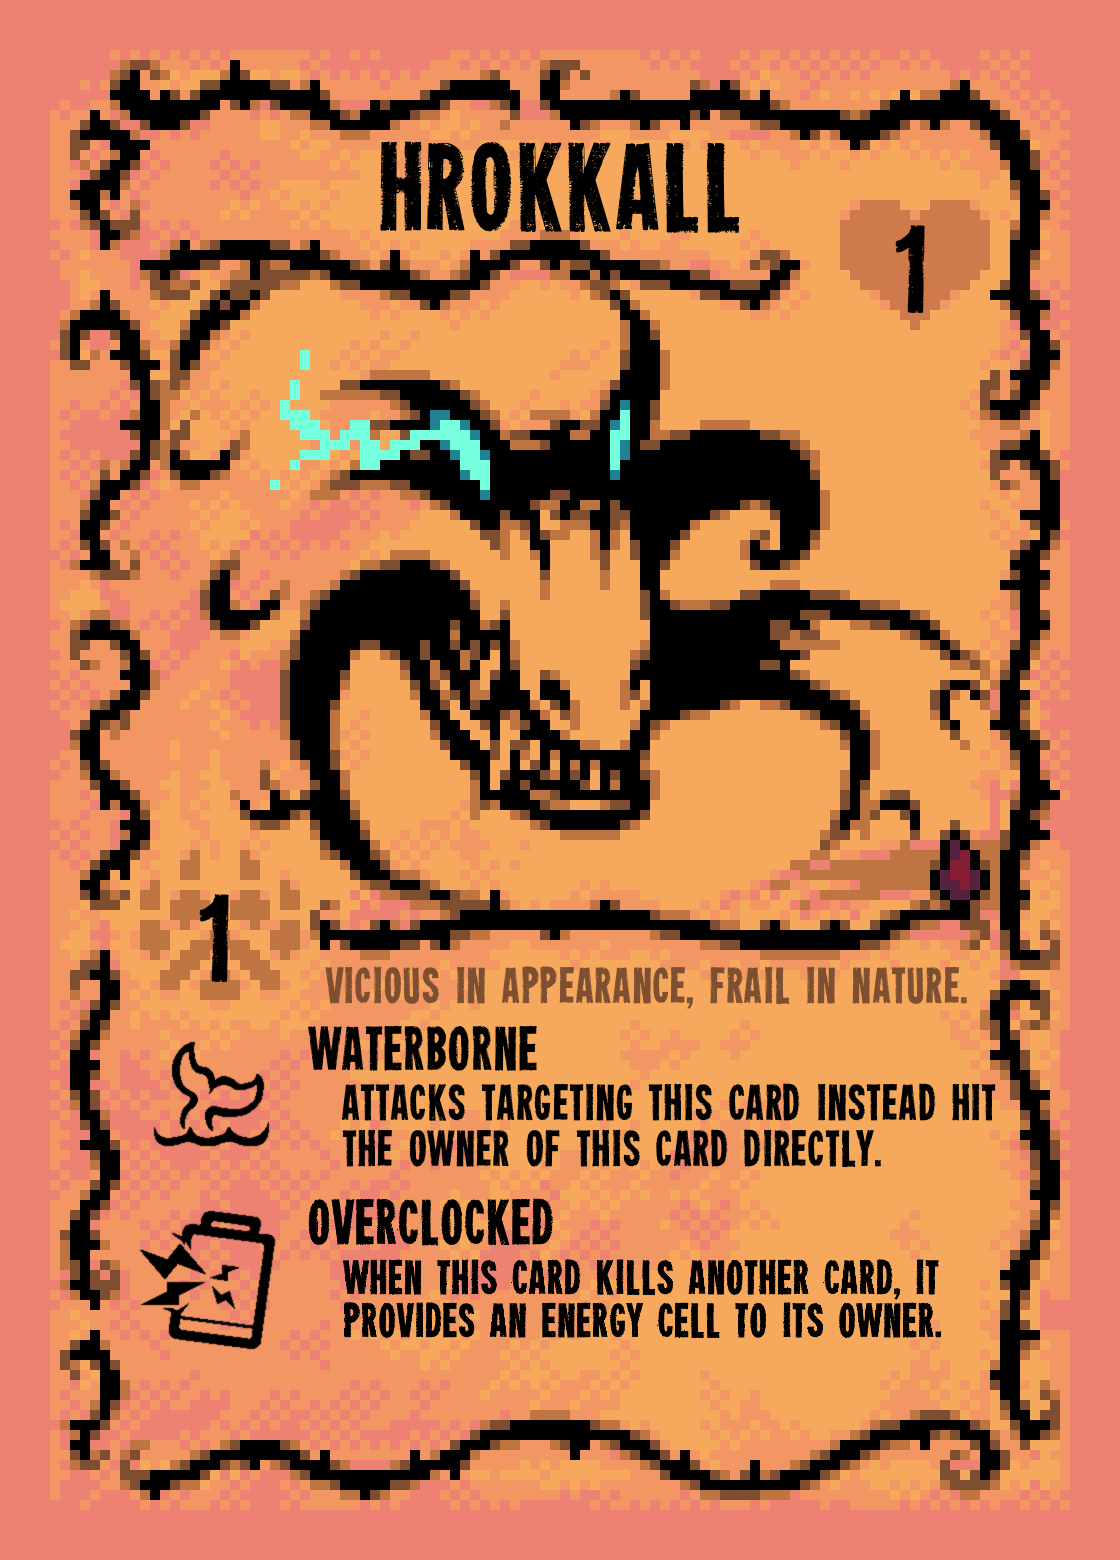 HROKKALL
1
1
VICIOUS IN APPEARANCE, FRAIL IN NATURE.
WATERBORNE
ATTACKS TARGETING THIS CARD INSTEAD HIT
THE OWNER OF THIS CARD DIRECTLY.
OVERCLOCKED
WHEN THIS CARD KILLS ANOTHER CARD, IT
PROVIDES AN ENERGY CELL TO ITS OWNER.